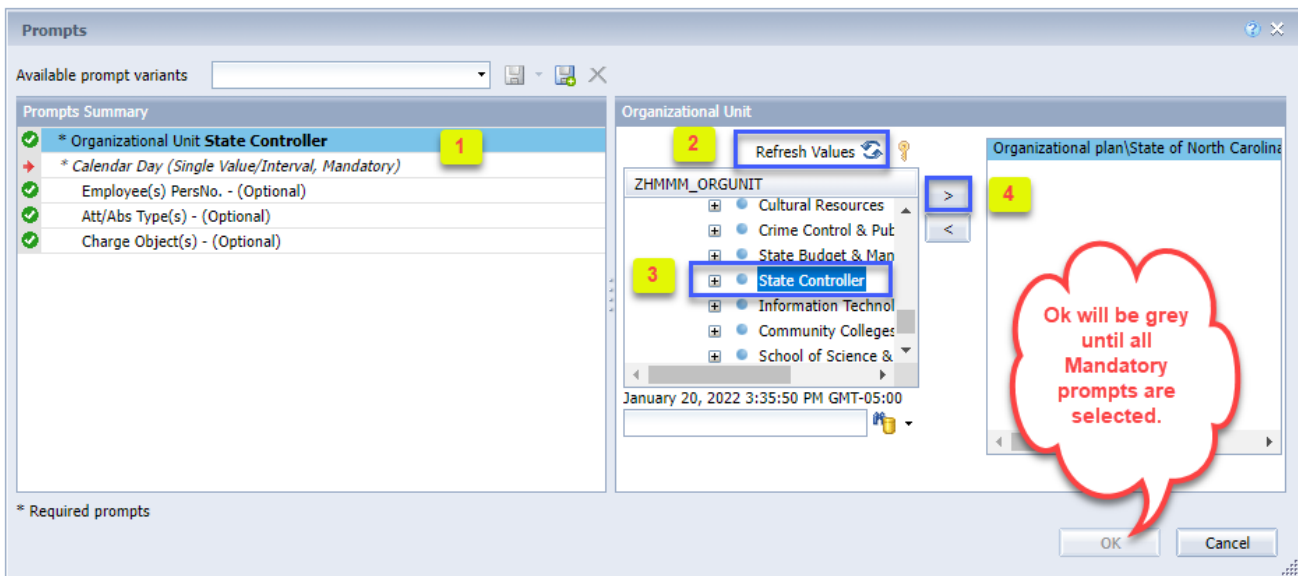 Prompts
Available prompt variants
Prompts Summary
* Organizational Unit State Controller
1
* Calendar Day (Single Value/Interval, Mandatory)
Employee(s) PersNo. - (Optional)
Att/Abs Type(s) - (Optional)
Charge Object(s) - (Optional)
Organizational Unit
2
Refresh Values
ZHMMM_ORGUNIT
Cultural Resources
Crime Control & Pub
State Budget & Man
3
State Controller
Information Technol
Community Colleges
School of Science &
January 20, 2022 3:35:50 PM GMT-05:00
>
<
4
Organizational plan\State of North Carolina
Ok will be grey
until all
Mandatory
prompts are
selected.
* Required prompts
OK
Cancel